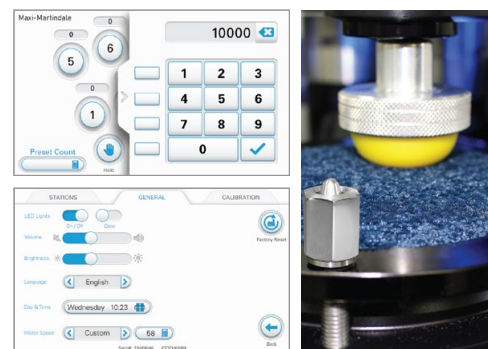 Maxi-Martindale
0
0
6
5
0
1
Preset Count
Hold
10000
1 2 3
4 5 6
7 8 9
0
STATIONS GENERAL CALIBRATION
LED Lights
On / Off Glow
Volume
Factory Reset
Brightness
Language English
Day & Time Wednesday 10:23
Motor Speed Custom 58
Back